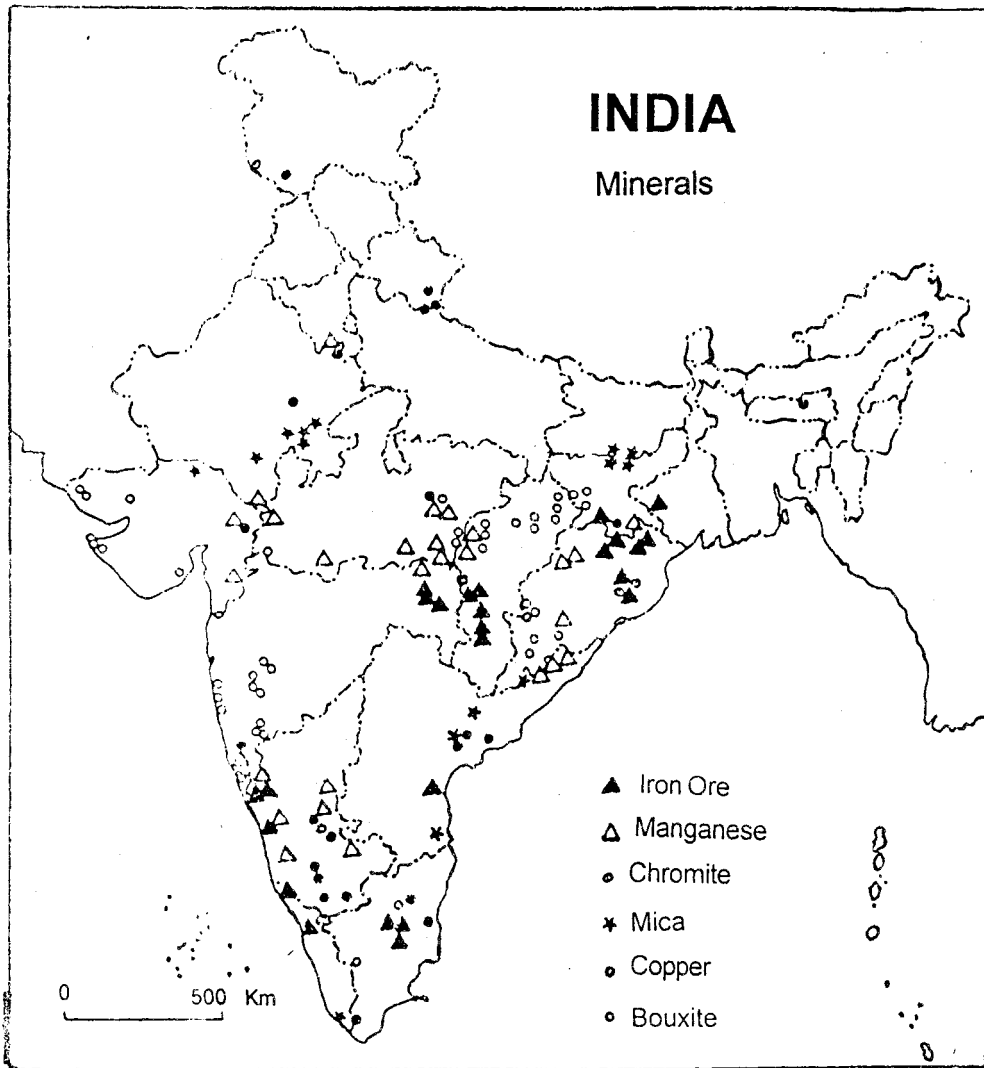 INDIA
Minerals
Iron Ore
Manganese
Chromite
Mica
Copper
Bouxite
0 500 Km